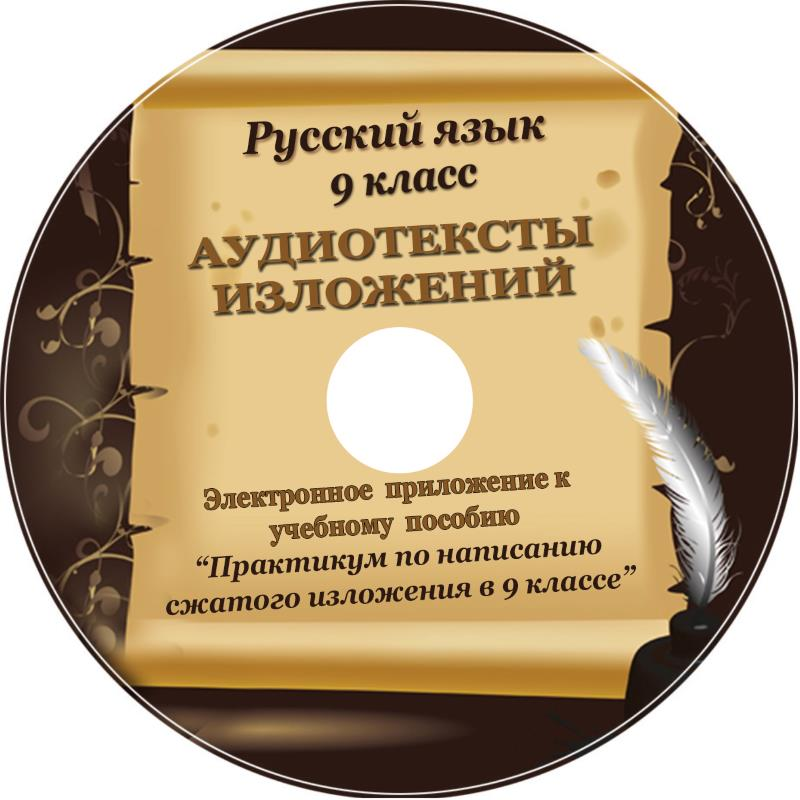 Русский язык
9 класс
АУДИОТЕКСТЫ
ИЗЛОЖЕНИЙ
Электронное приложение к
учебному пособию
“Практикум по написанию
сжатого изложения в 9 классе”